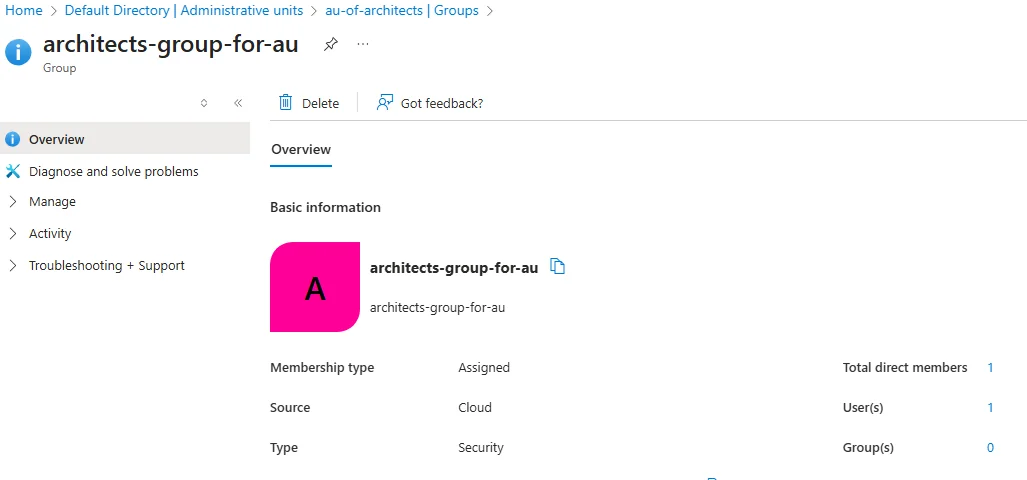 Home > Default Directory | Administrative units > au-of-architects | Groups >
architects-group-for-au ...
Group
Delete Got feedback?
Overview
Diagnose and solve problems
Manage
Activity
Troubleshooting + Support
Overview
Basic information
A
architects-group-for-au
architects-group-for-au
Membership type Assigned Total direct members 1
Source Cloud User(s) 1
Type Security Group(s) 0